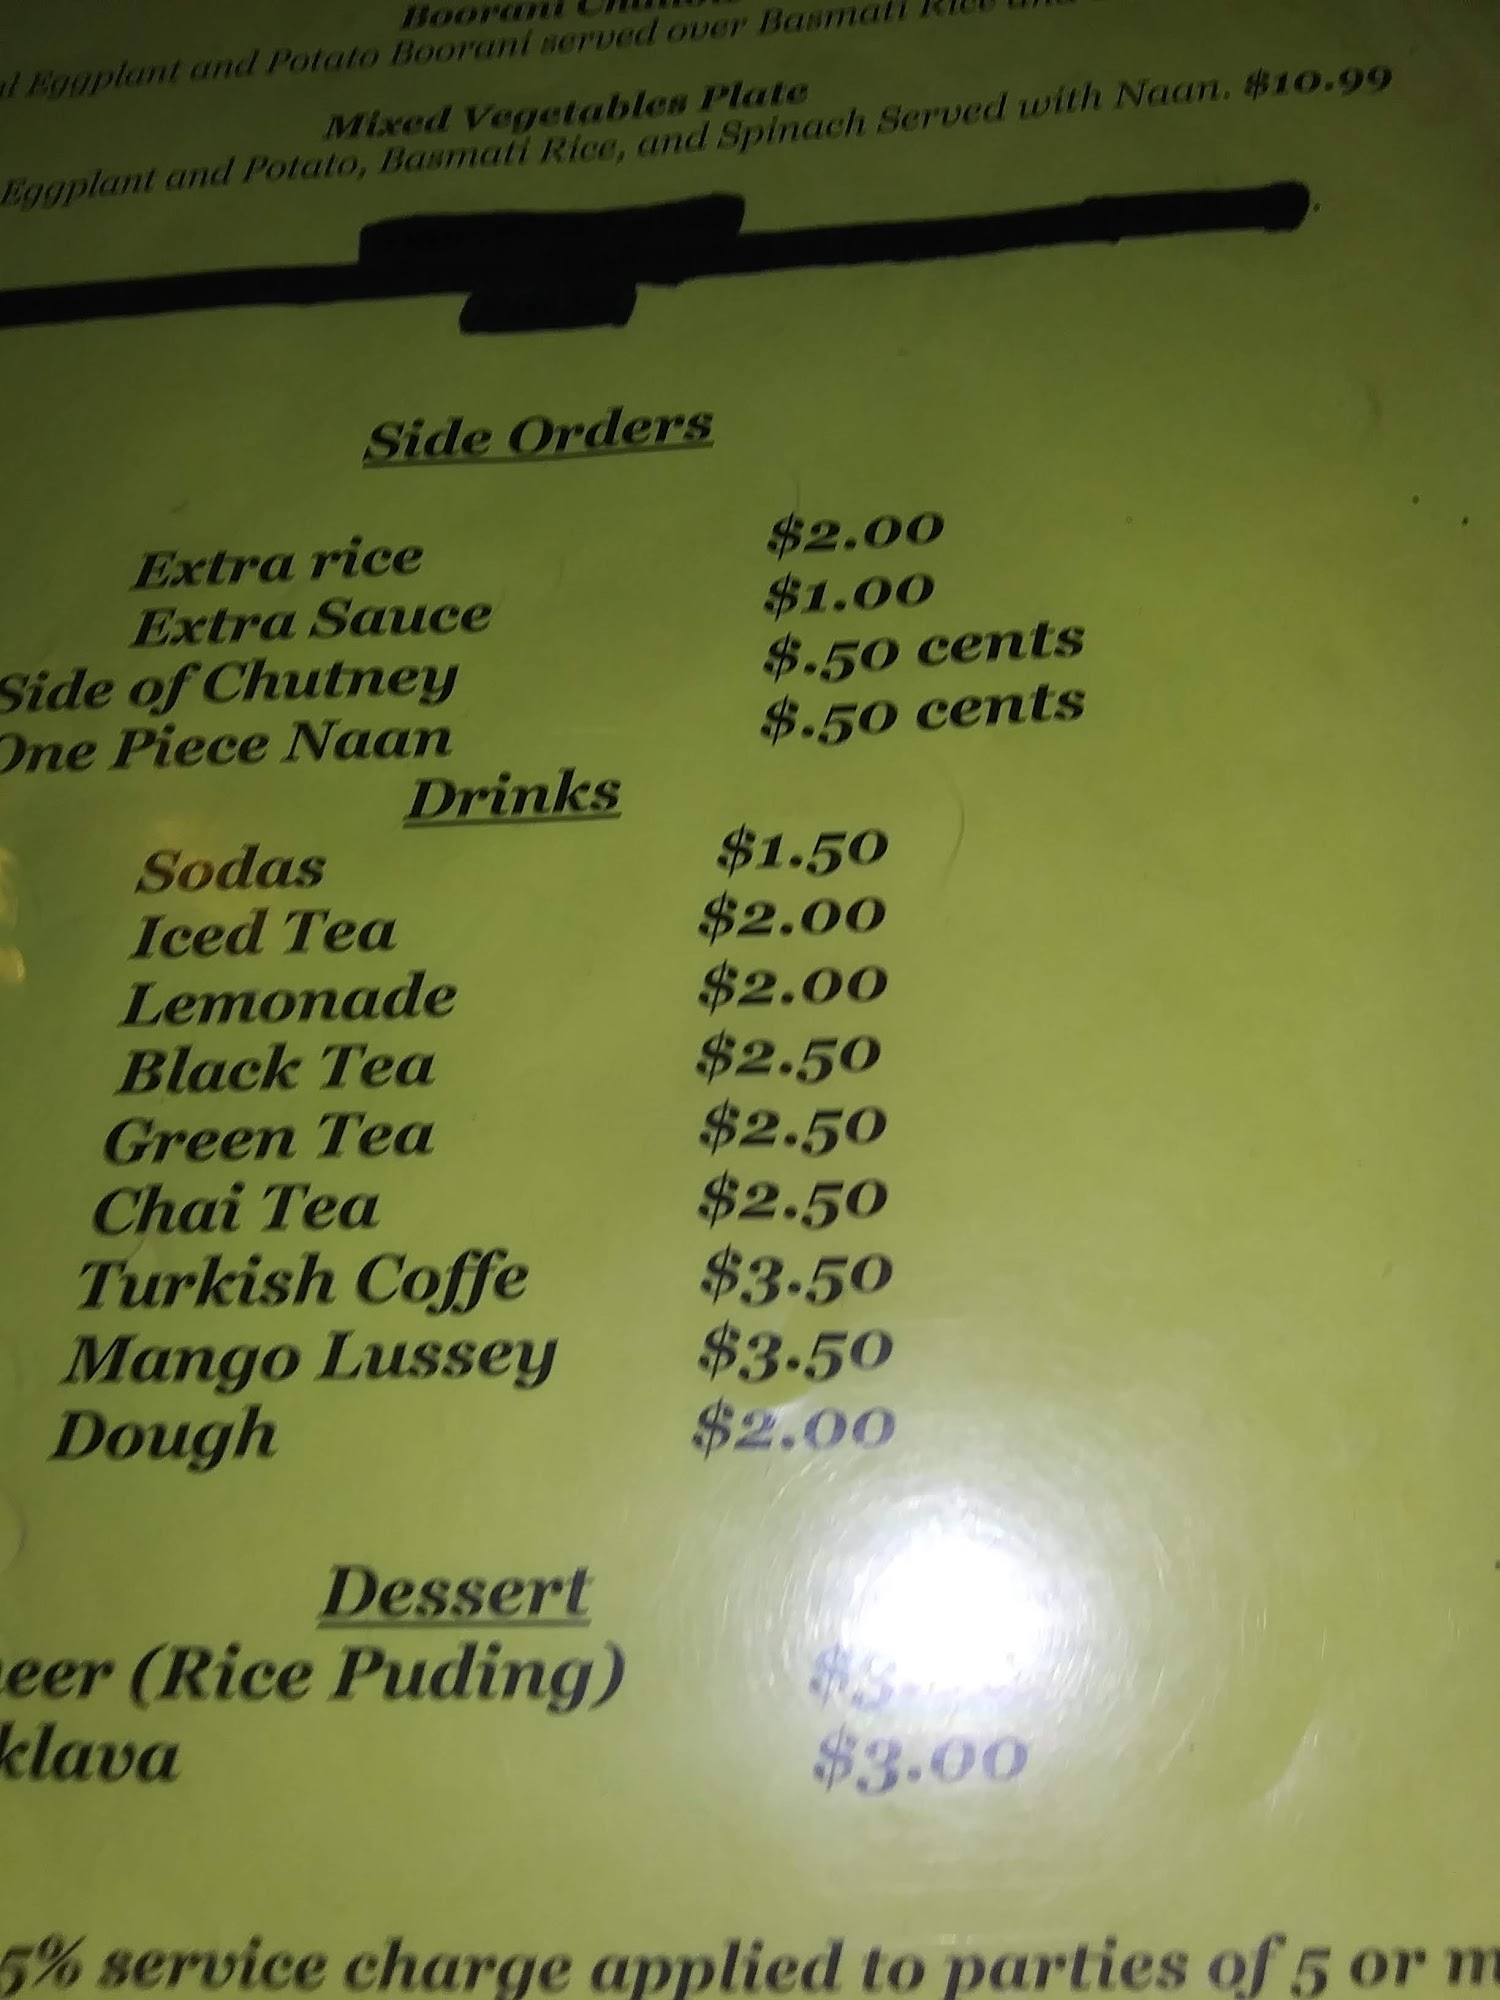 Boorani
Eggplant and Potato Boorani served over Basmati Rice and
Mixed Vegetables Plate
Eggplant and Potato, Basmati Rice, and Spinach Served with Naan. $10.99
Side Orders
Extra rice $2.00
Extra Sauce $1.00
Side of Chutney $.50 cents
One Piece Naan $.50 cents
Drinks
Sodas $1.50
Iced Tea $2.00
Lemonade $2.00
Black Tea $2.50
Green Tea $2.50
Chai Tea $2.50
Turkish Coffe $3.50
Mango Lussey $3.50
Dough $2.00
Dessert
eer (Rice Puding)
klava $3.00
5% service charge applied to parties of 5 or m